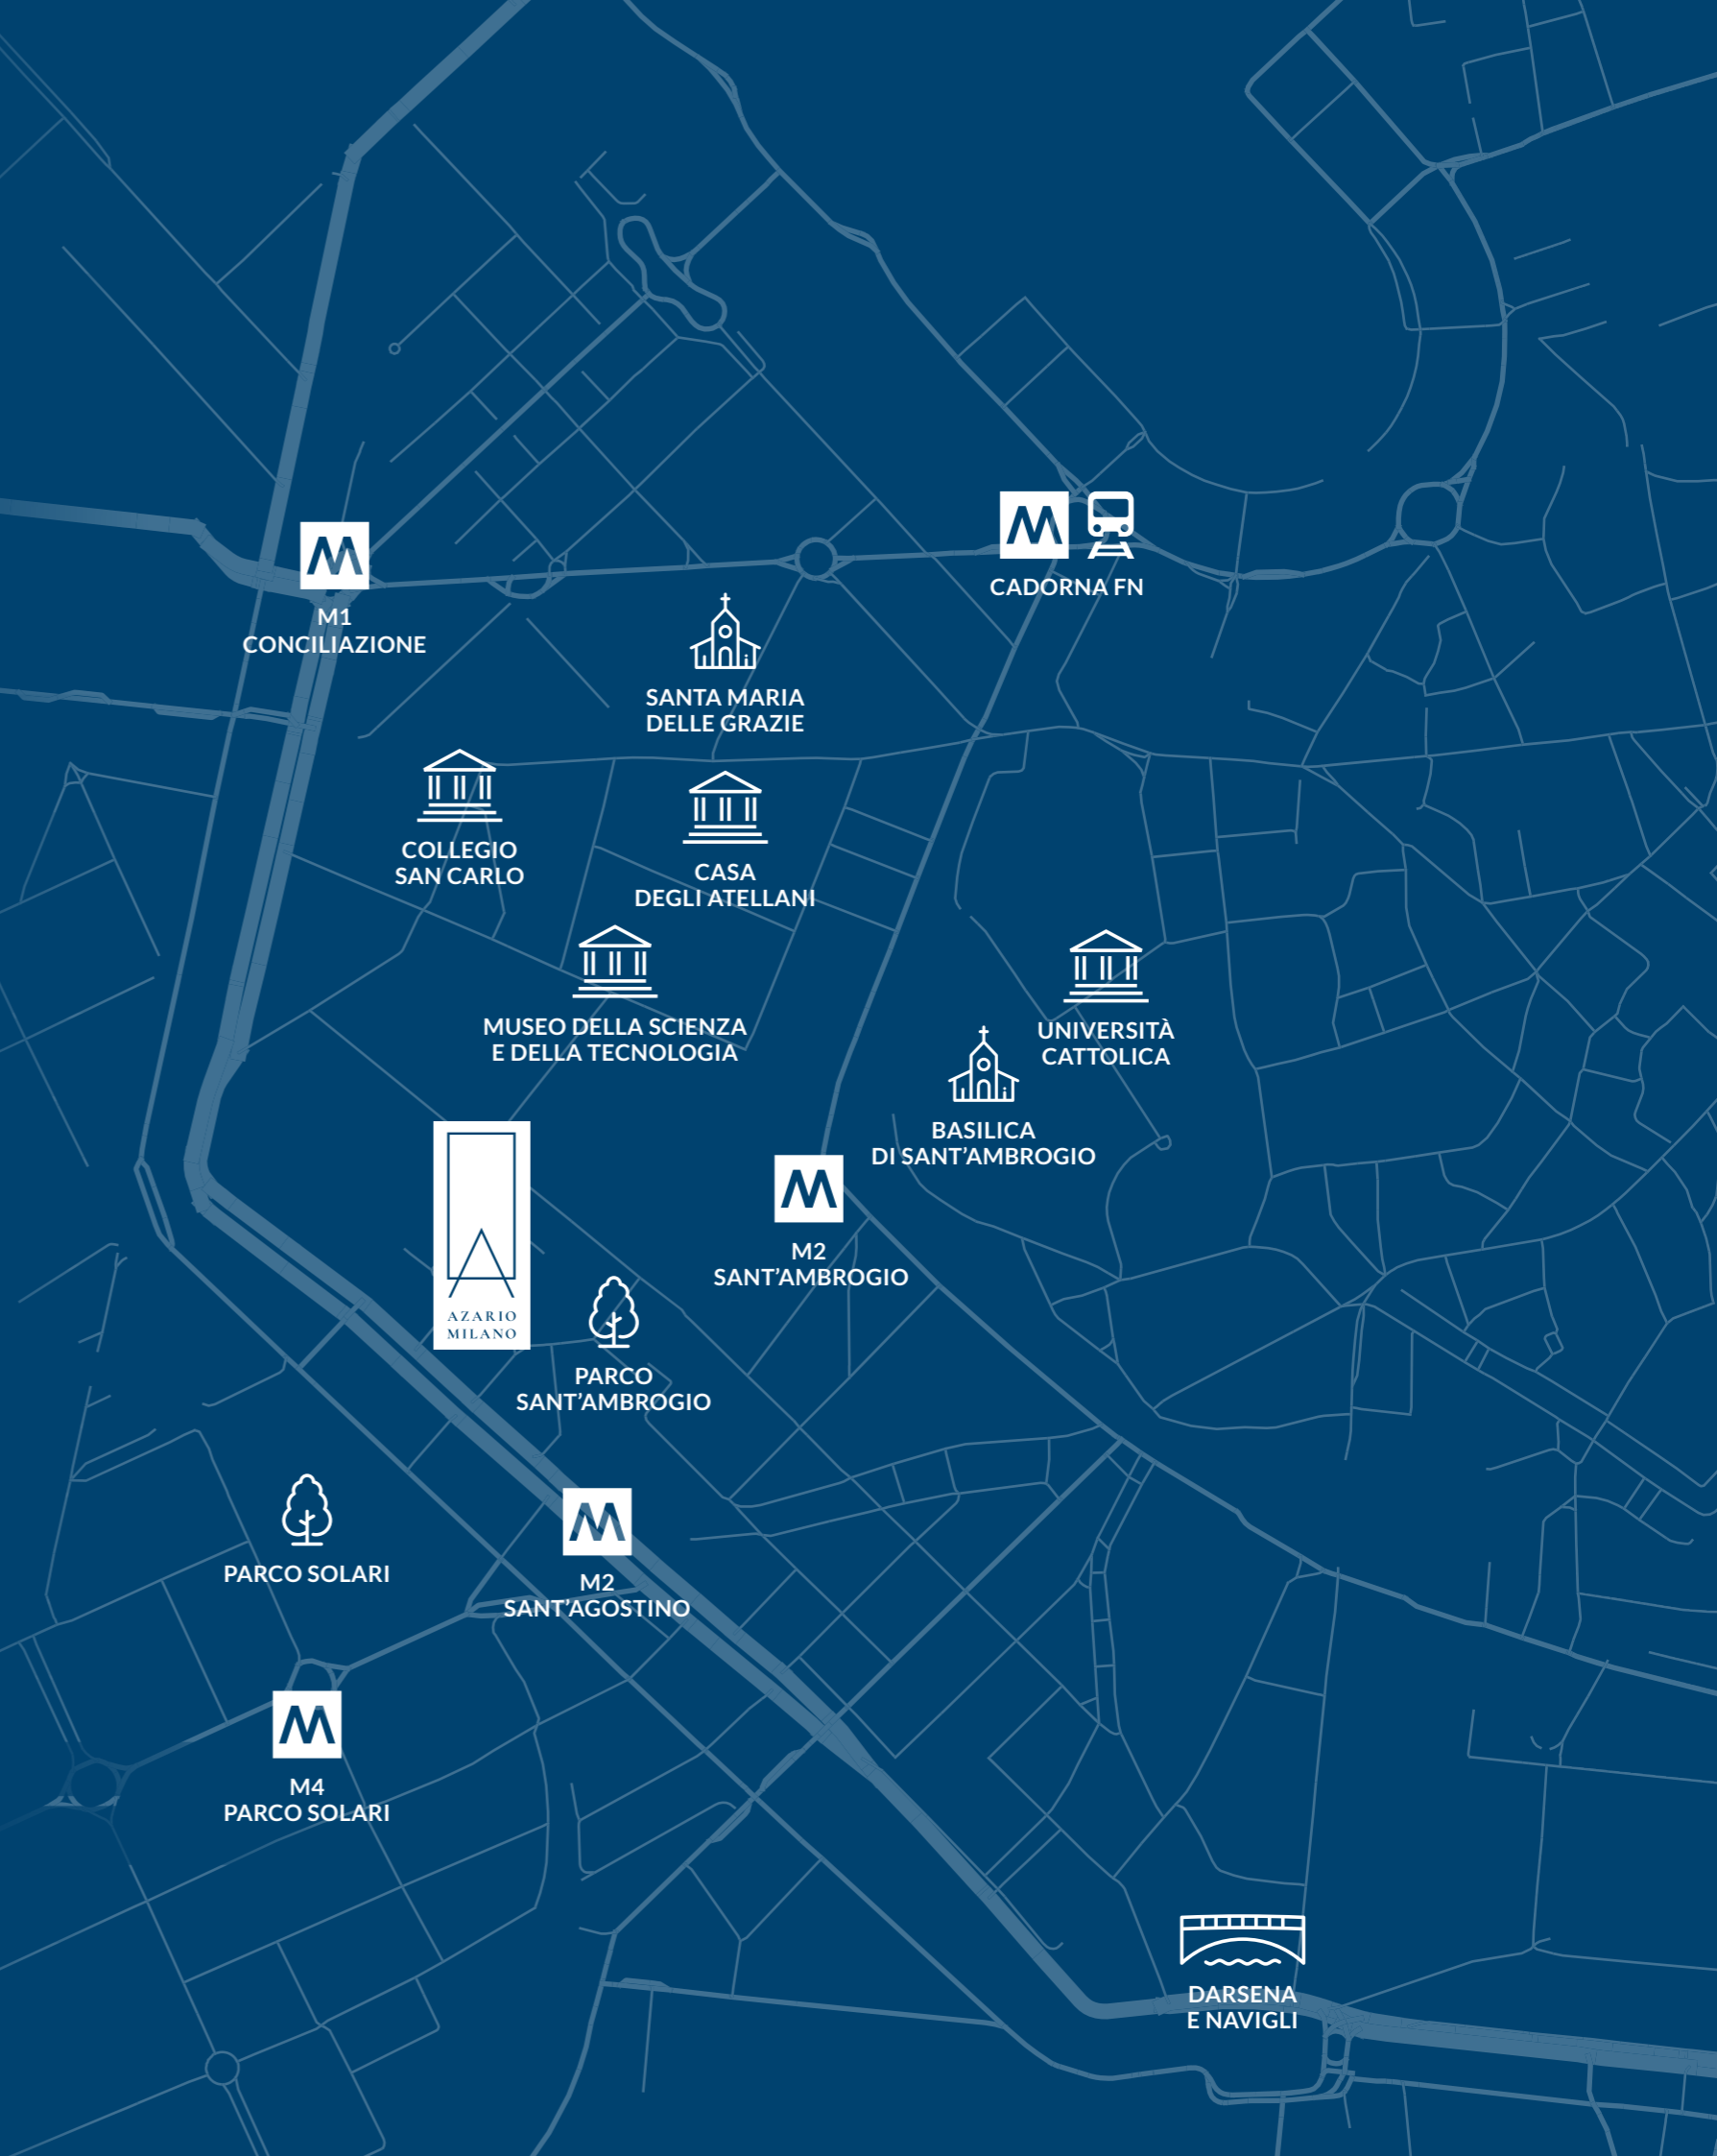 CADORNA FN
M1
CONCILIAZIONE
SANTA MARIA
DELLE GRAZIE
COLLEGIO
SAN CARLO
CASA
DEGLI ATELLANI
MUSEO DELLA SCIENZA
E DELLA TECNOLOGIA
UNIVERSITÀ
CATTOLICA
BASILICA
DI SANT'AMBROGIO
M2
SANT'AMBROGIO
AZARIO
MILANO
PARCO
SANT'AMBROGIO
PARCO SOLARI
M2
SANT'AGOSTINO
M4
PARCO SOLARI
DARSENA
E NAVIGLI